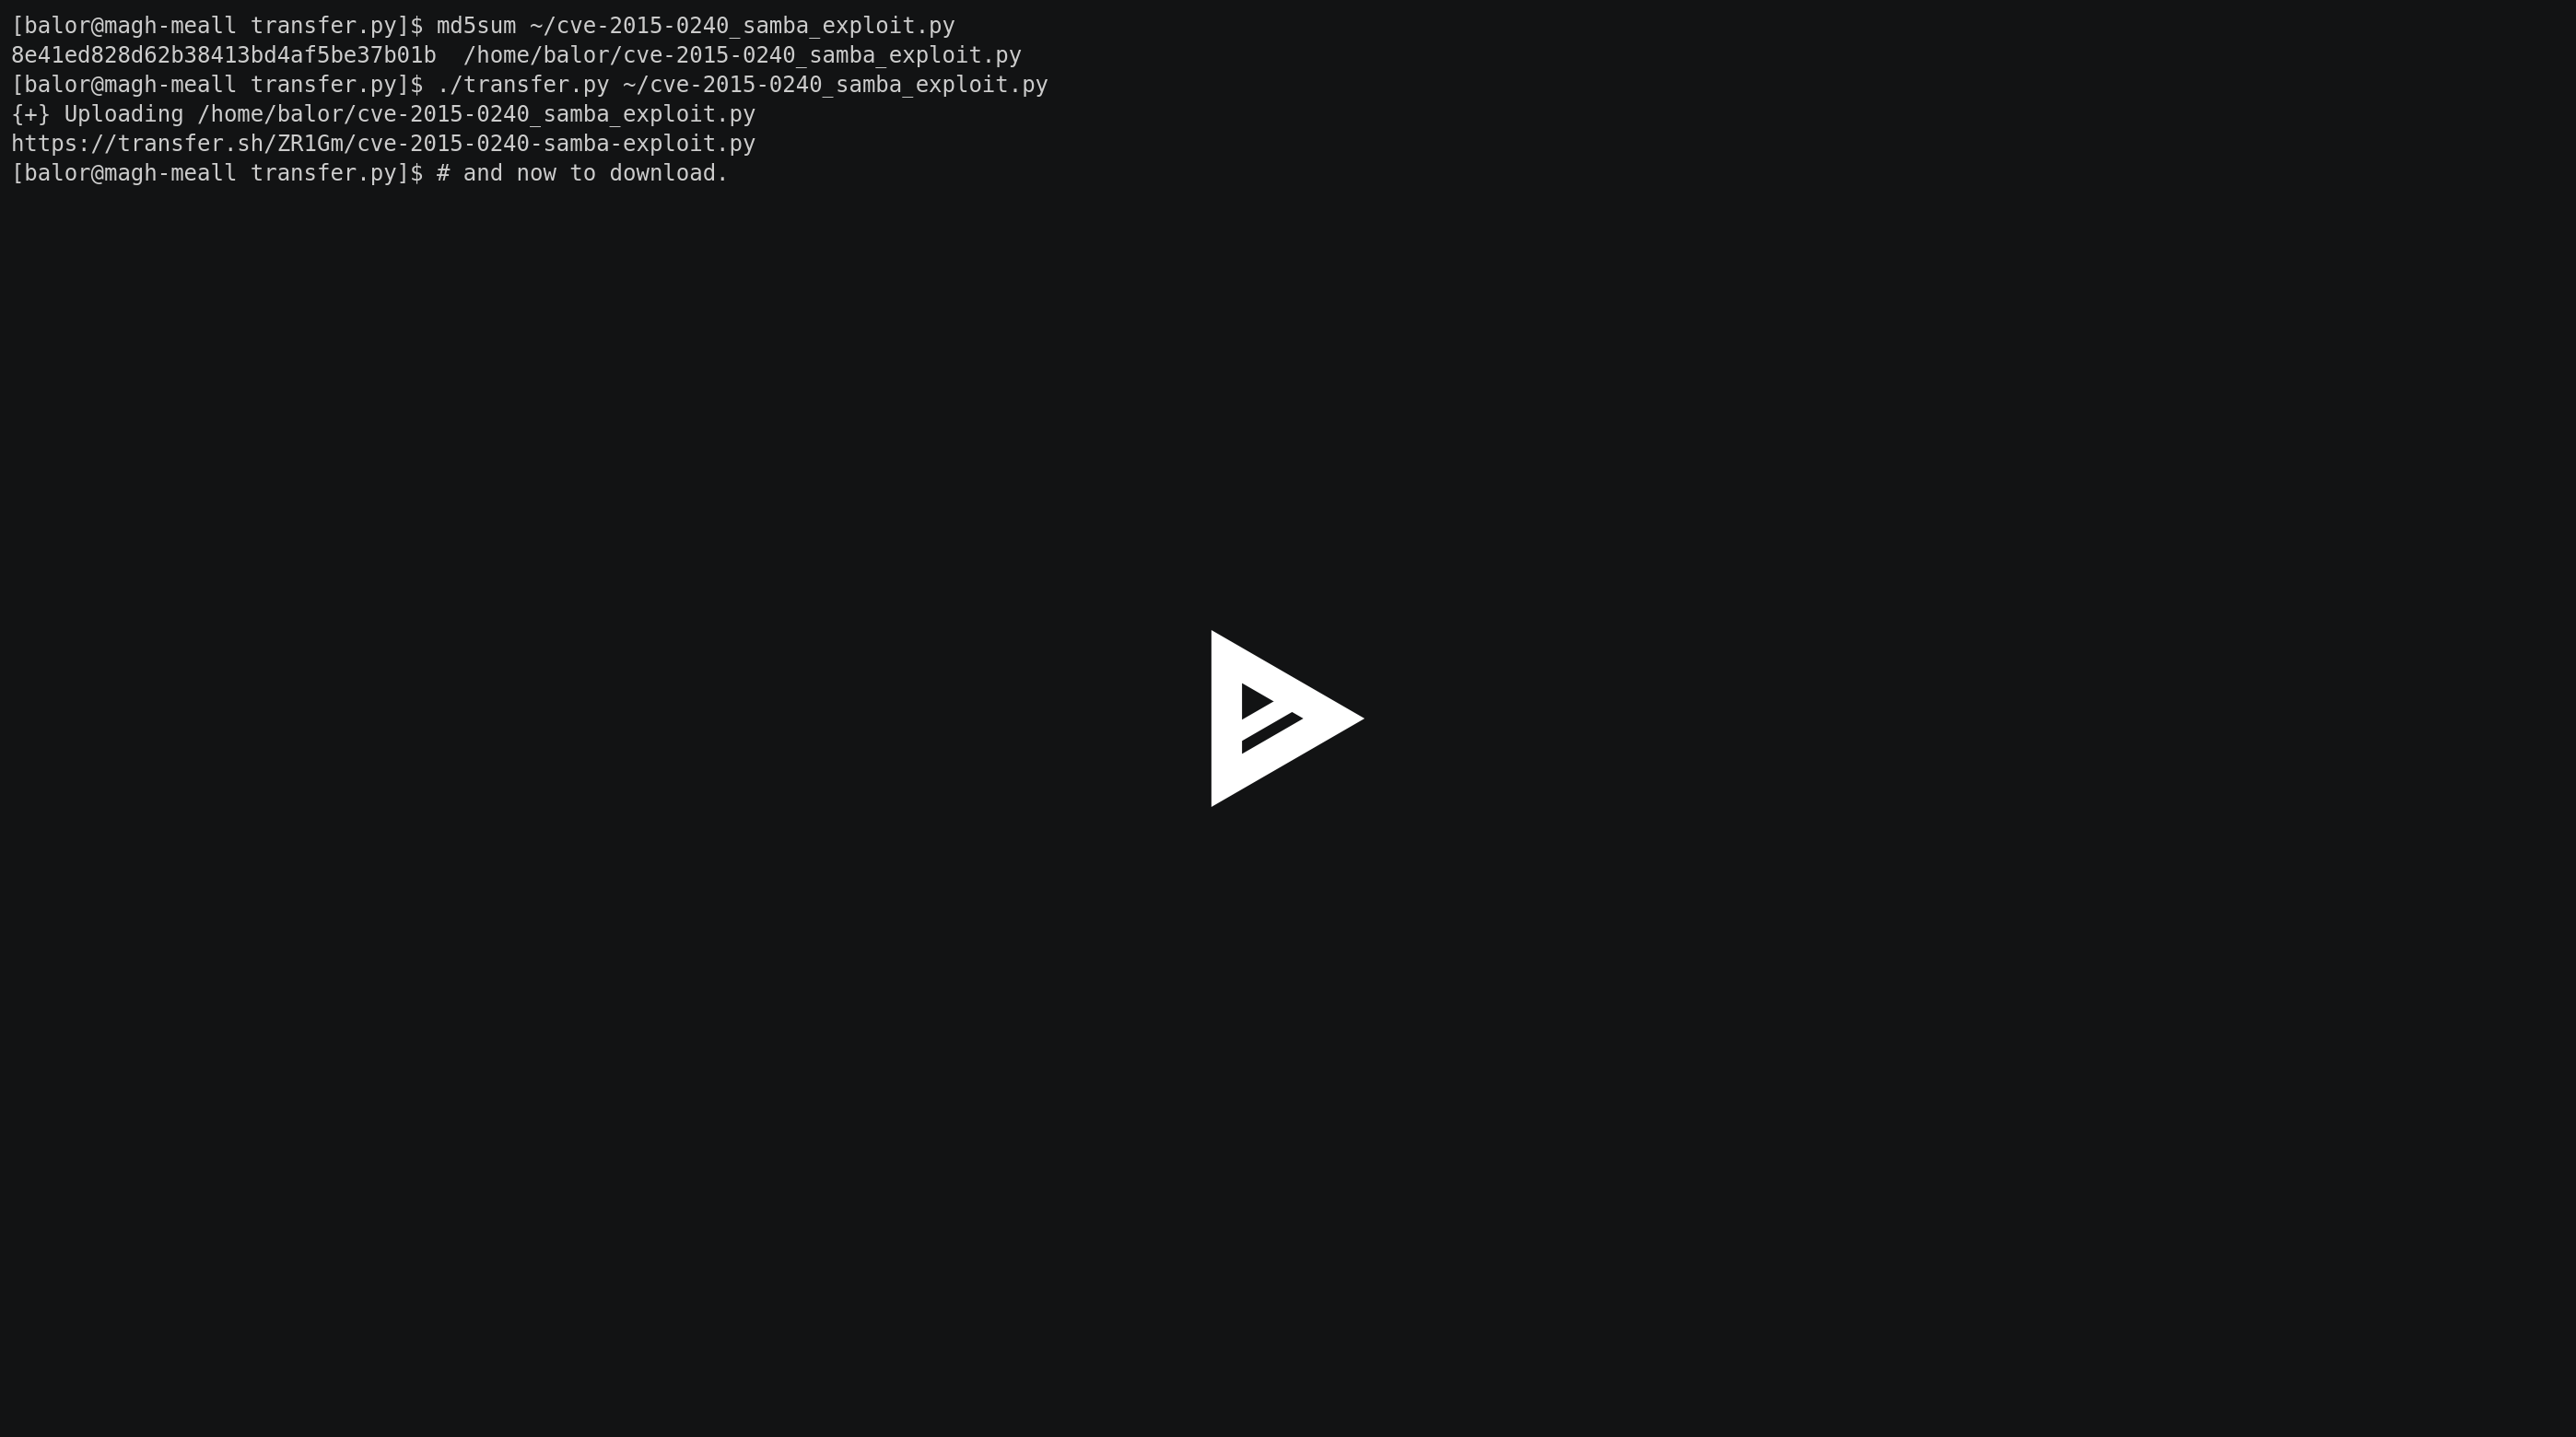 [balor@magh-meall transfer.py]$ md5sum ~/cve-2015-0240_samba_exploit.py
8e41ed828d62b38413bd4af5be37b01b  /home/balor/cve-2015-0240_samba_exploit.py
[balor@magh-meall transfer.py]$ ./transfer.py ~/cve-2015-0240_samba_exploit.py
{+} Uploading /home/balor/cve-2015-0240_samba_exploit.py
https://transfer.sh/ZR1Gm/cve-2015-0240-samba-exploit.py
[balor@magh-meall transfer.py]$ # and now to download.